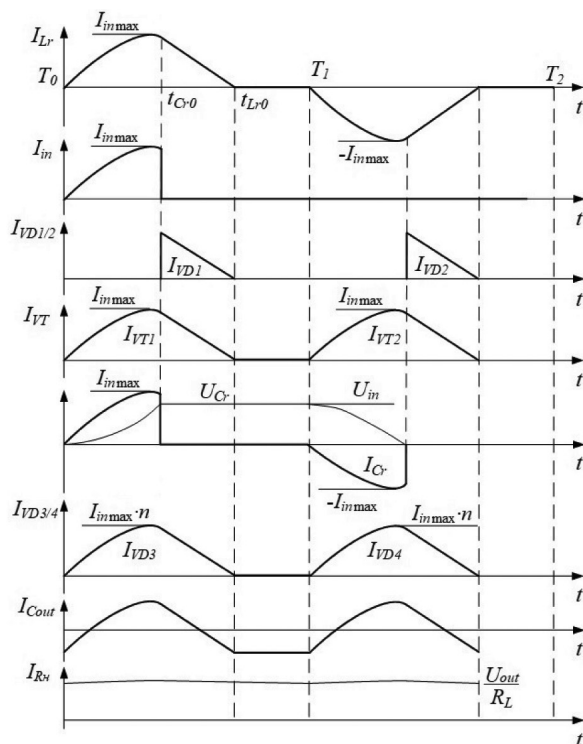 I_Lr
I_inmax
T_0
t_Cr0
t_Lr0
T_1
T_2
t
-I_inmax
I_in
I_inmax
t
I_VD1/2
I_VD1
I_VD2
t
I_VT
I_inmax
I_VT1
I_inmax
I_VT2
t
I_inmax
U_Cr
U_in
t
I_Cr
-I_inmax
I_VD3/4
I_inmax·n
I_VD3
I_inmax·n
I_VD4
t
I_Cout
t
I_Rн
U_out
R_L
t